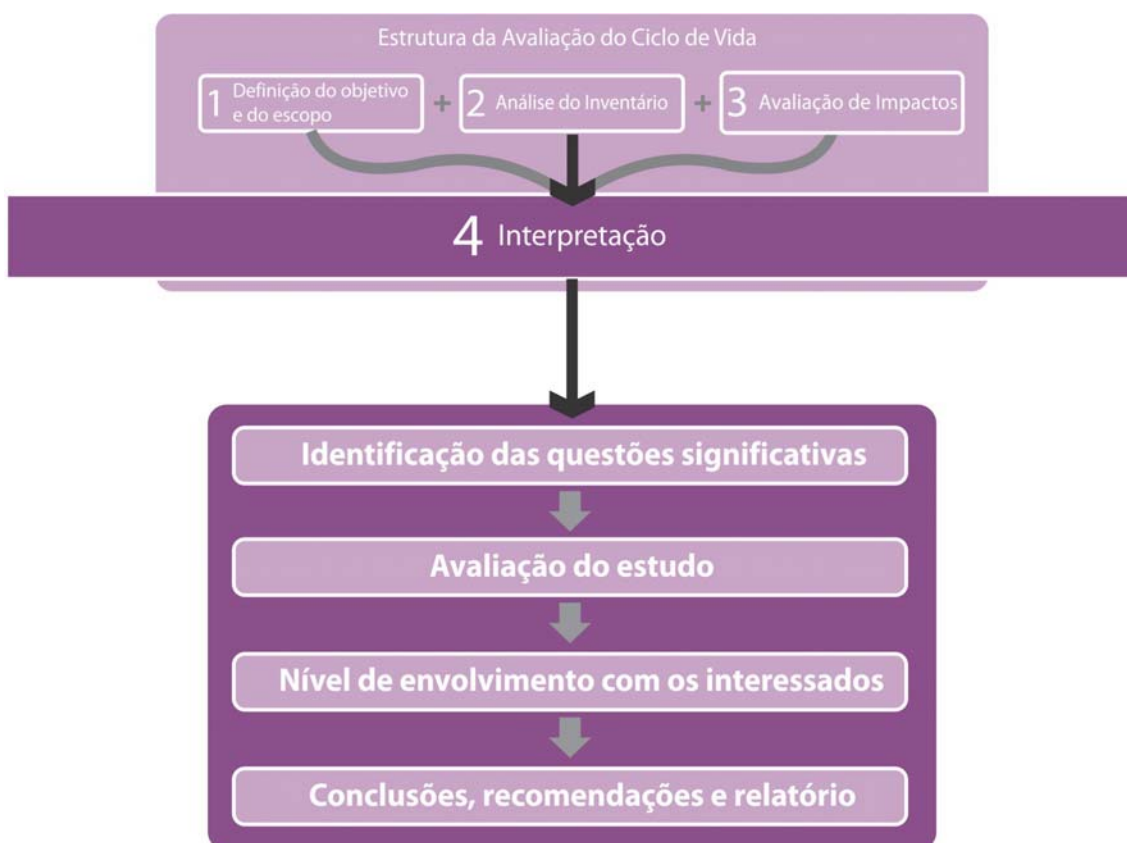 Estrutura da Avaliação do Ciclo de Vida
1 Definição do objetivo
e do escopo
+
2 Análise do Inventário
+
3 Avaliação de Impactos
4 Interpretação
Identificação das questões significativas
Avaliação do estudo
Nível de envolvimento com os interessados
Conclusões, recomendações e relatório